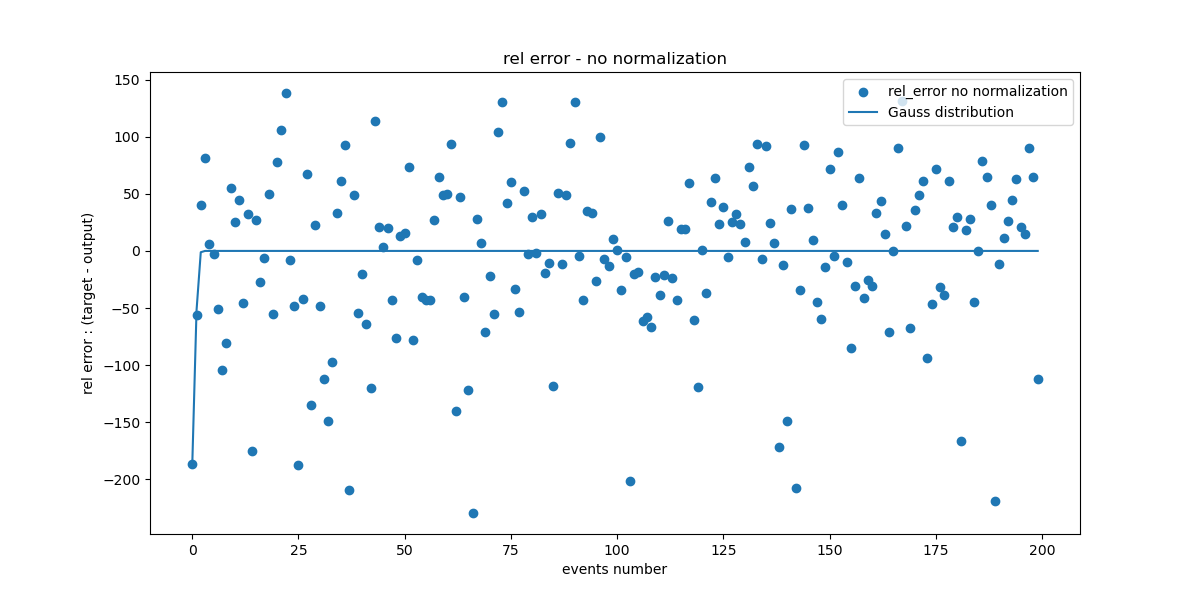 rel error - no normalization
150
100
50
0
−50
−100
−150
−200
rel error : (target - output)
rel_error no normalization
Gauss distribution
0 25 50 75 100 125 150 175 200
events number